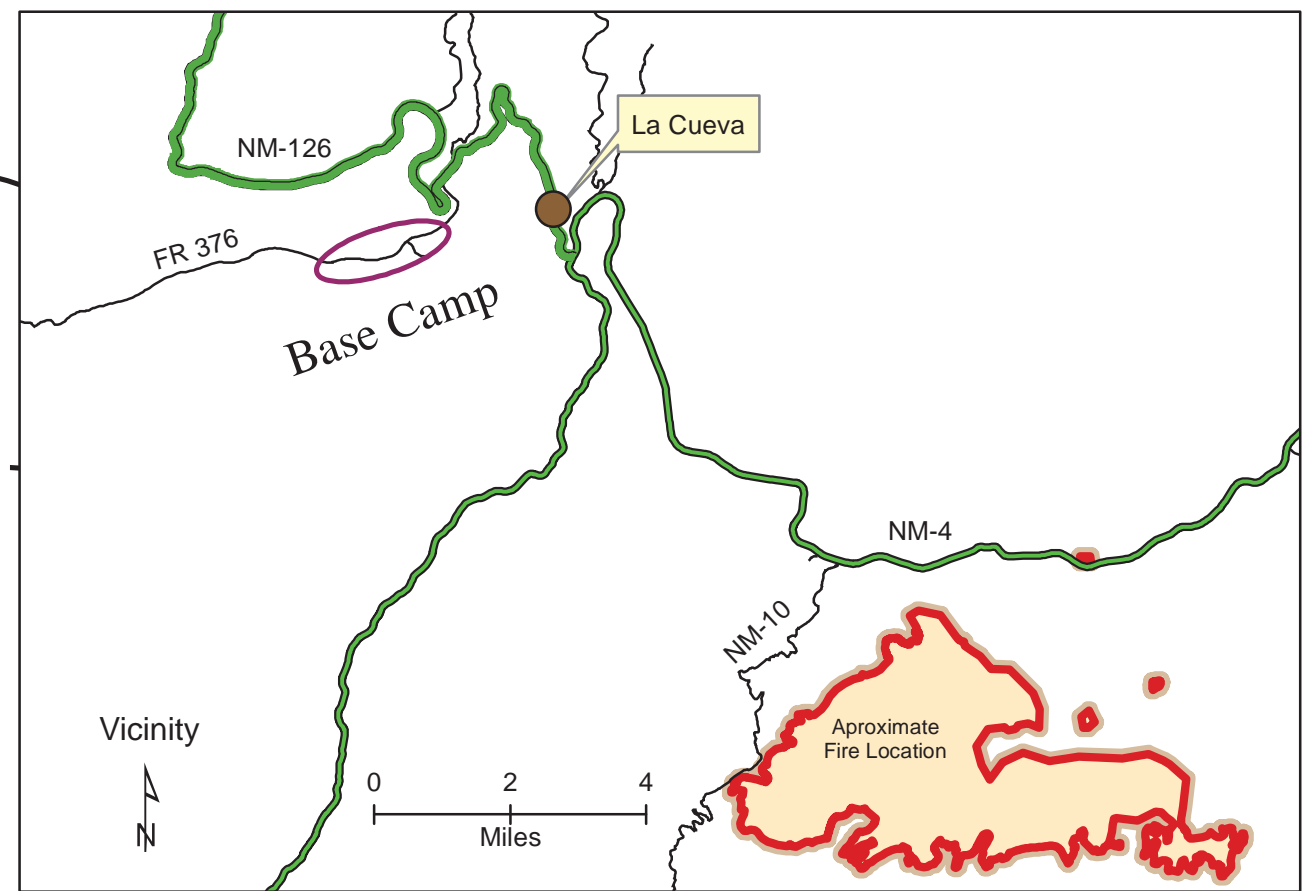 La Cueva
NM-126
FR 376
Base Camp
NM-4
NM-10
Vicinity
N
Aproximate
Fire Location
0 2 4
Miles